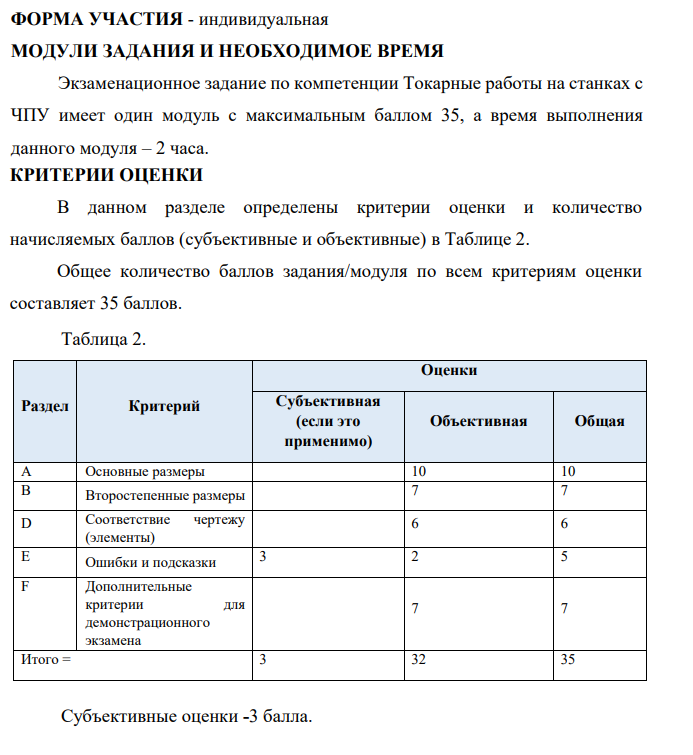 ФОРМА УЧАСТИЯ - индивидуальная
МОДУЛИ ЗАДАНИЯ И НЕОБХОДИМОЕ ВРЕМЯ
Экзаменационное задание по компетенции Токарные работы на станках с
ЧПУ имеет один модуль с максимальным баллом 35, а время выполнения
данного модуля – 2 часа.
КРИТЕРИИ ОЦЕНКИ
В данном разделе определены критерии оценки и количество
начисляемых баллов (субъективные и объективные) в Таблице 2.
Общее количество баллов задания/модуля по всем критериям оценки
составляет 35 баллов.
Таблица 2.
Раздел Критерий Оценки
Субъективная
(если это
применимо)
Объективная Общая
A Основные размеры 10 10
B Второстепенные размеры 7 7
D Соответствие чертежу
(элементы)
6 6
E Ошибки и подсказки 3 2 5
F Дополнительные
критерии для
демонстрационного
экзамена
7 7
Итого = 3 32 35
Субъективные оценки -3 балла.